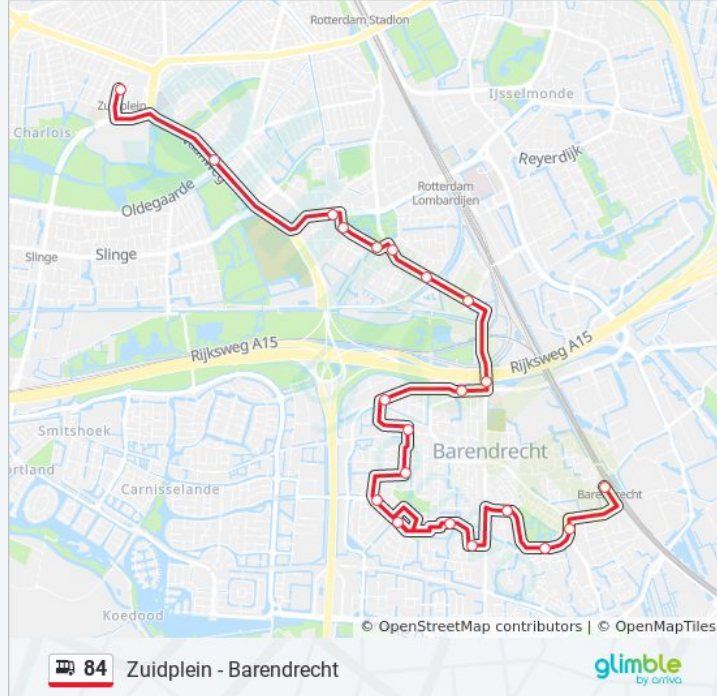 Rotterdam Stadion
IJsselmonde
Charlois
Reyerdijk
Oldegaarde
Rotterdam
Lombardijen
Slinge
Slinge
Rijksweg A15
Rijksweg A15
Smitshoek
Barendrecht
Carnisselande
Barendrecht
Koedood
© OpenStreetMap contributors | © OpenMapTiles
84 Zuidplein - Barendrecht
glimble
by arriva